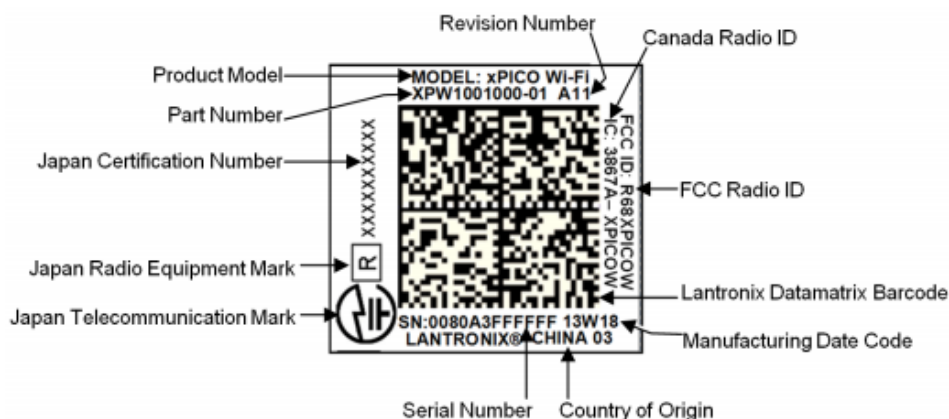 Revision Number
Canada Radio ID
Product Model
MODEL: xPICO Wi-Fi
XPW1001000-01 A11
Part Number
Japan Certification Number
XXXXXXXXXX
FCC ID: R68XPICOW
IC: 3867A- XPICOW
FCC Radio ID
R
Japan Radio Equipment Mark
Lantronix Datamatrix Barcode
Japan Telecommunication Mark
SN:0080A3FFFFFF 13W18
LANTRONIX® CHINA 03
Manufacturing Date Code
Serial Number
Country of Origin